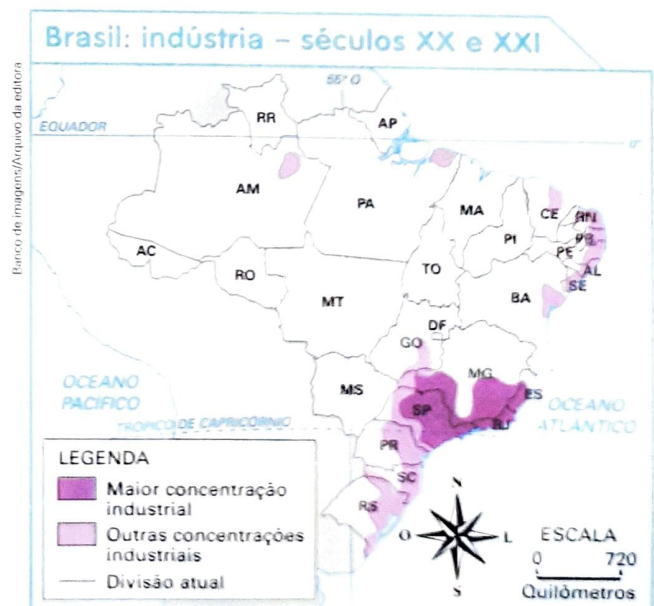 Brasil: indústria – séculos XX e XXI
Banco de imagens/Arquivo da editora
55° O
RR
AP
EQUADOR
0°
AM
PA
MA
CE
RN
PI
PB
PE
AC
AL
TO
SE
RO
BA
MT
DF
GO
MG
OCEANO
PACÍFICO
MS
ES
SP
OCEANO
ATLÂNTICO
RJ
TRÓPICO DE CAPRICÓRNIO
PR
SC
RS
LEGENDA
Maior concentração
industrial
Outras concentrações
industriais
Divisão atual
N
O
L
S
ESCALA
0 720
Quilômetros